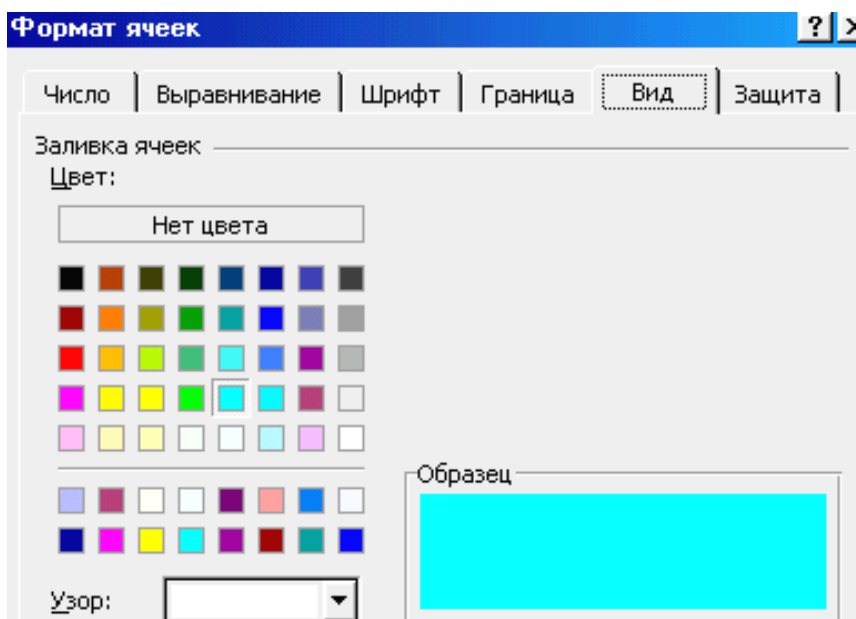 Формат ячеек
Число Выравнивание Шрифт Граница Вид Защита
Заливка ячеек
Цвет:
Нет цвета
Образец
Узор: